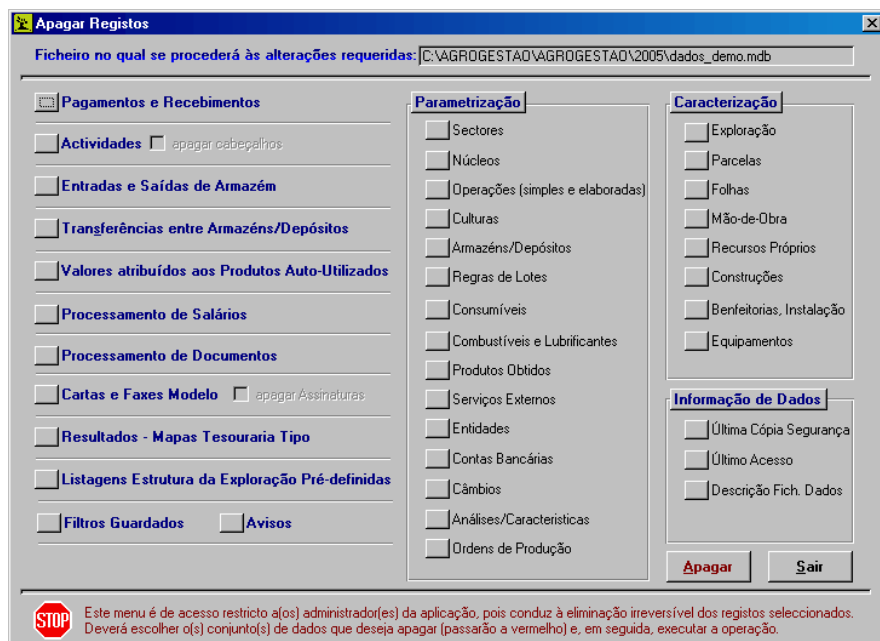 Apagar Registos
Ficheiro no qual se procederá às alterações requeridas: C:\AGROGESTAO\AGROGESTAO\2005\dados_demo.mdb
Pagamentos e Recebimentos
Actividades apagar cabeçalhos
Entradas e Saídas de Armazém
Transferências entre Armazéns/Depósitos
Valores atribuídos aos Produtos Auto-Utilizados
Processamento de Salários
Processamento de Documentos
Cartas e Faxes Modelo apagar Assinaturas
Resultados - Mapas Tesouraria Tipo
Listagens Estrutura da Exploração Pré-definidas
Filtros Guardados Avisos
Parametrização
Sectores
Núcleos
Operações (simples e elaboradas)
Culturas
Armazéns/Depósitos
Regras de Lotes
Consumíveis
Combustíveis e Lubrificantes
Produtos Obtidos
Serviços Externos
Entidades
Contas Bancárias
Câmbios
Análises/Caracteristicas
Ordens de Produção
Caracterização
Exploração
Parcelas
Folhas
Mão-de-Obra
Recursos Próprios
Construções
Benfeitorias, Instalação
Equipamentos
Informação de Dados
Última Cópia Segurança
Último Acesso
Descrição Fich. Dados
Apagar Sair
STOP
Este menu é de acesso restricto a(os) administrador(es) da aplicação, pois conduz à eliminação irreversível dos registos seleccionados.
Deverá escolher o(s) conjunto(s) de dados que deseja apagar (passarão a vermelho) e, em seguida, executar a operação.